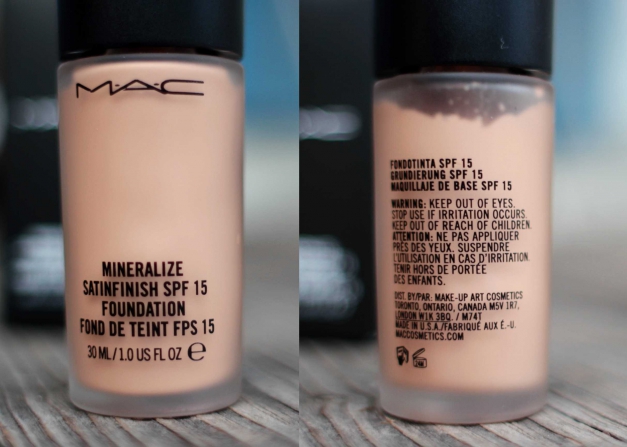 MAC
MINERALIZE
SATINFINISH SPF 15
FOUNDATION
FOND DE TEINT FPS 15
30 ML / 1.0 US FL OZ ℮
FONDOTINTA SPF 15
GRUNDIERUNG SPF 15
MAQUILLAJE DE BASE SPF 15
WARNING: KEEP OUT OF EYES.
STOP USE IF IRRITATION OCCURS.
KEEP OUT OF REACH OF CHILDREN.
ATTENTION: NE PAS APPLIQUER
PRÈS DES YEUX. SUSPENDRE
L'UTILISATION EN CAS D'IRRITATION.
TENIR HORS DE PORTÉE
DES ENFANTS.
DIST. BY/PAR: MAKE-UP ART COSMETICS
TORONTO, ONTARIO, CANADA M5V 1R7,
LONDON W1K 3BQ. / M74T
MADE IN U.S.A./FABRIQUÉ AUX É.-U.
MACCOSMETICS.COM
24M